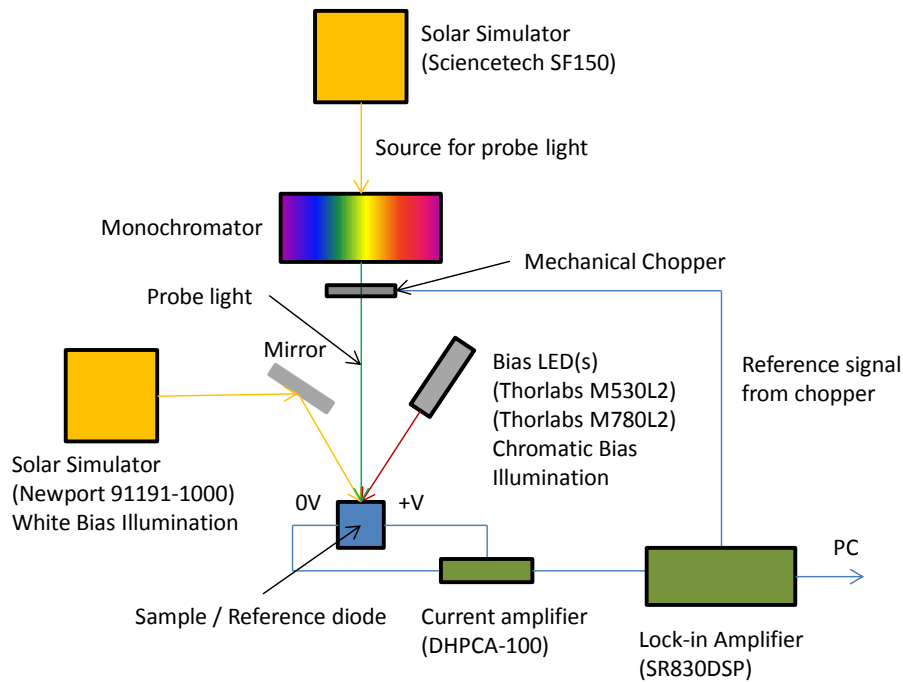 Solar Simulator
(Sciencetech SF150)
Source for probe light
Monochromator
Mechanical Chopper
Probe light
Mirror
Bias LED(s)
(Thorlabs M530L2)
(Thorlabs M780L2)
Chromatic Bias
Illumination
Reference signal
from chopper
Solar Simulator
(Newport 91191-1000)
White Bias Illumination
0V
+V
PC
Sample / Reference diode
Current amplifier
(DHPCA-100)
Lock-in Amplifier
(SR830DSP)